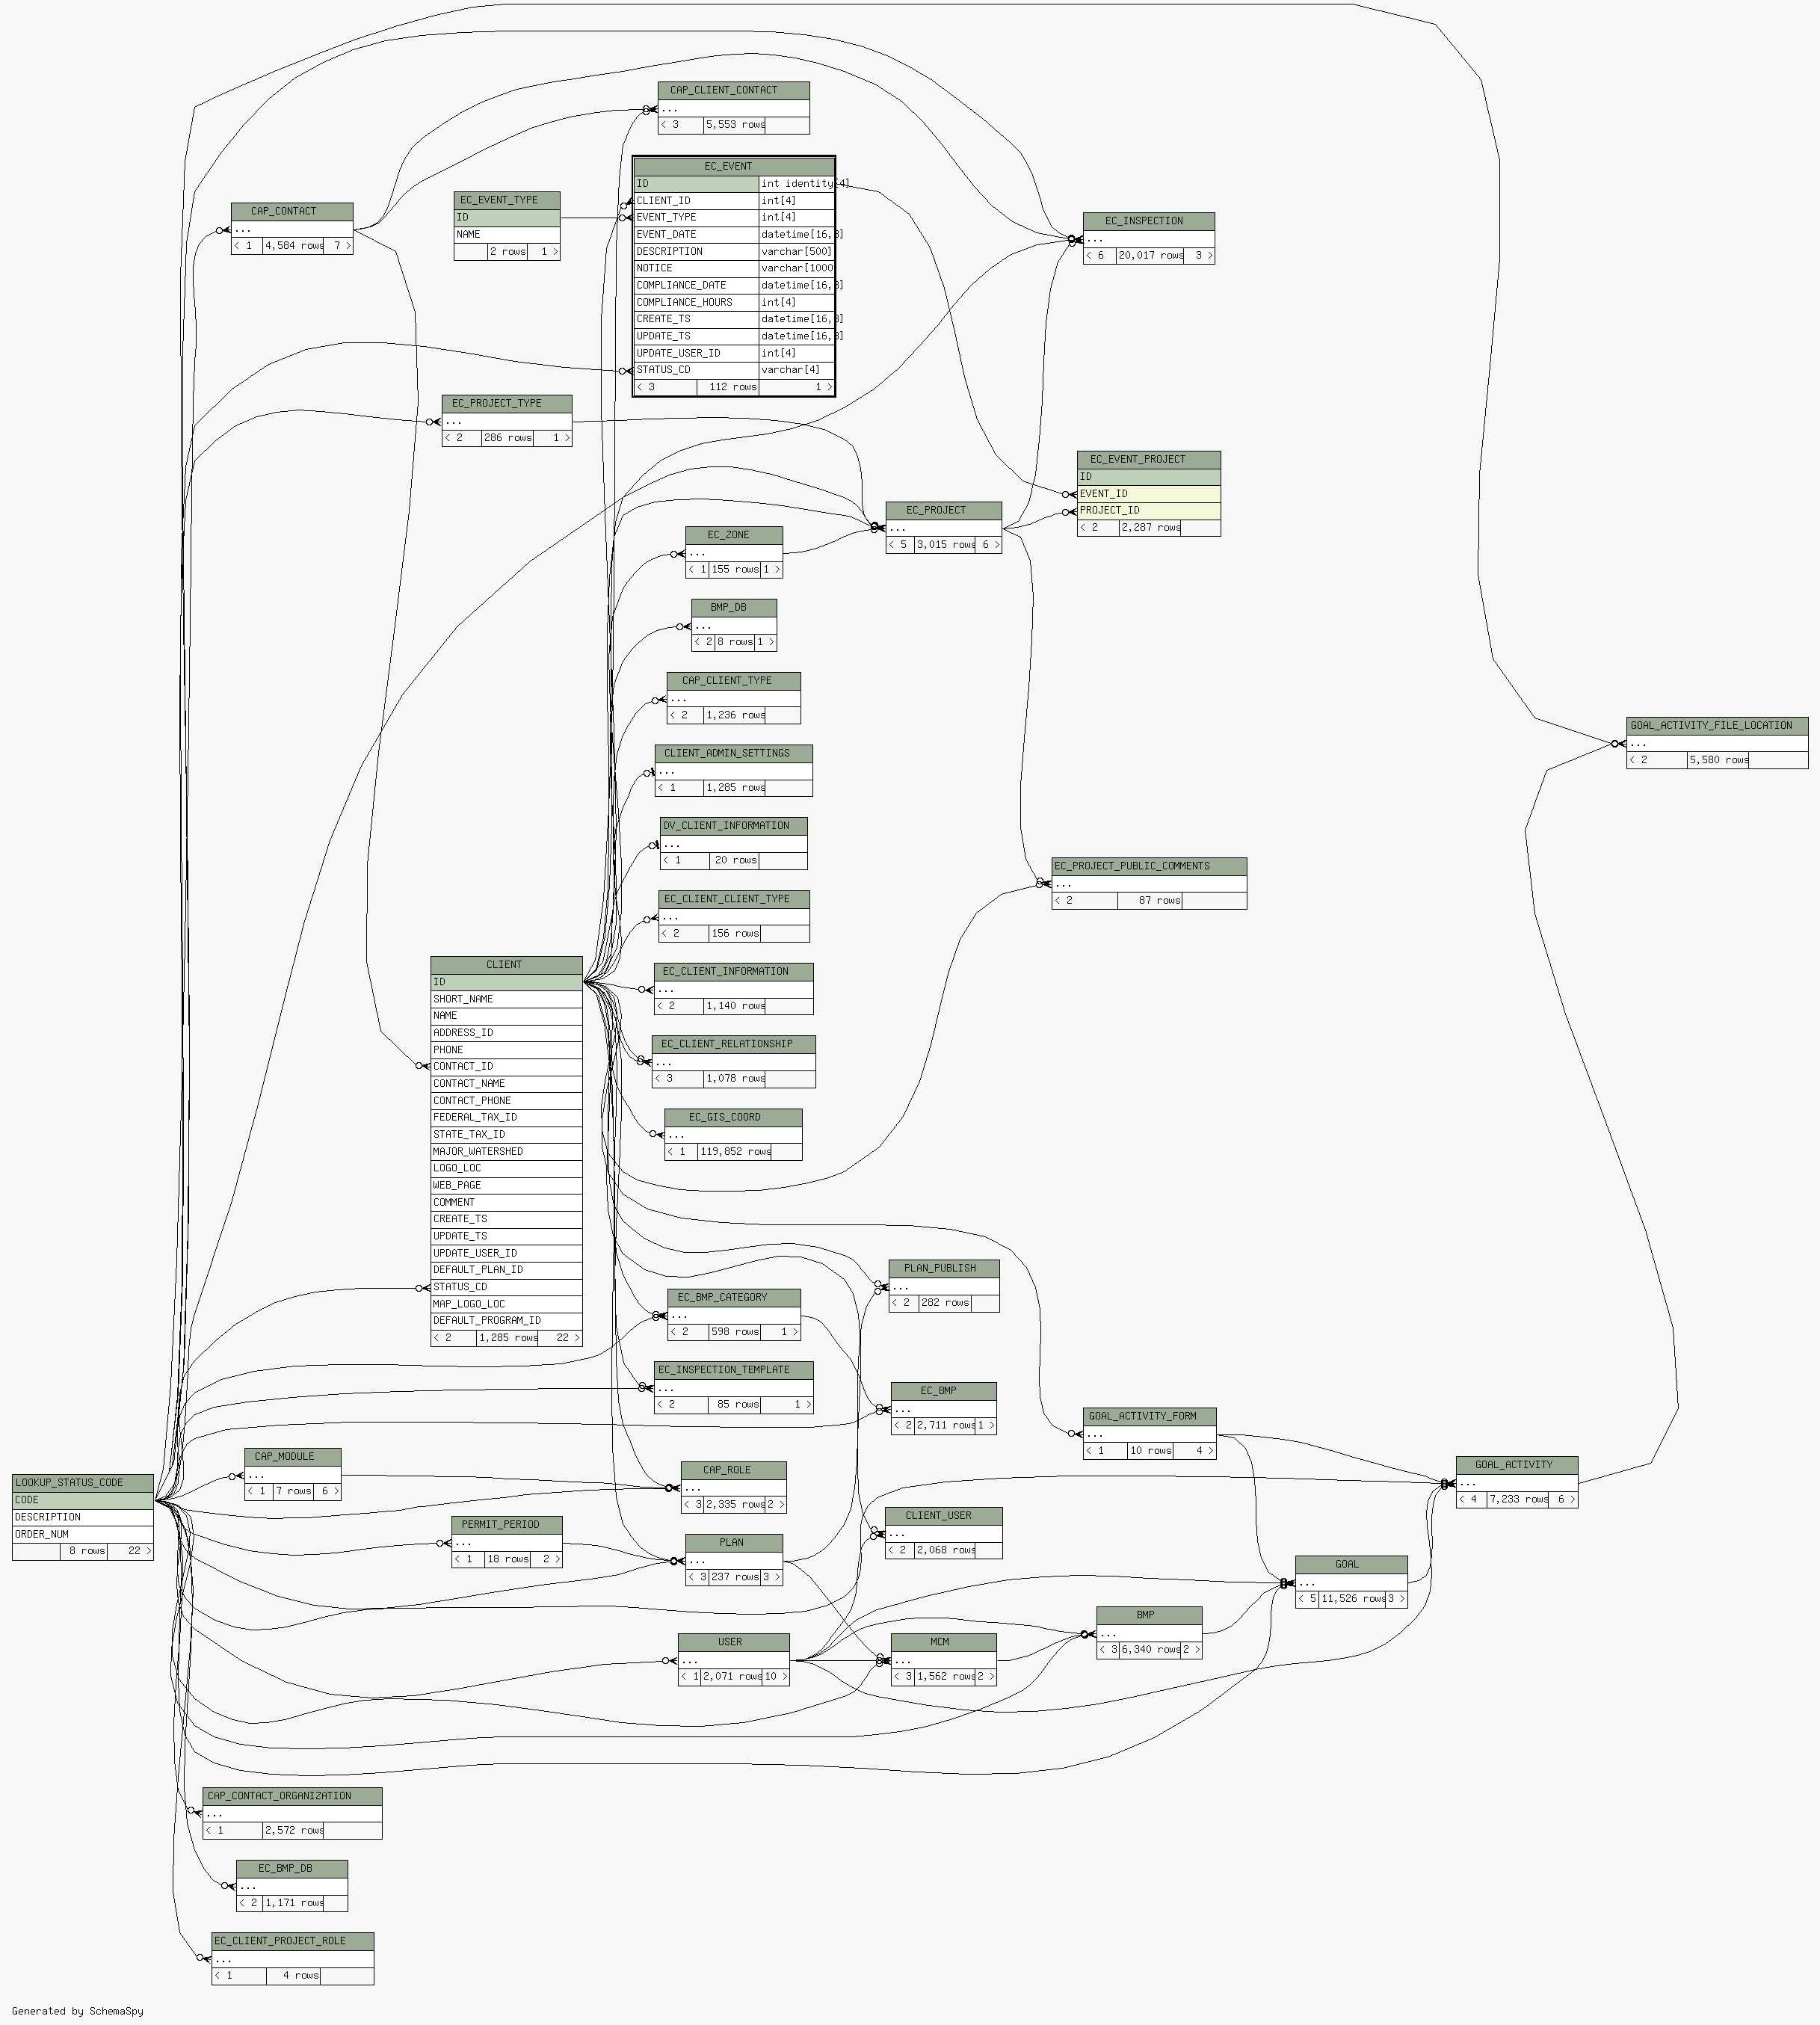 CAP_CLIENT_CONTACT
...
< 3 5,553 rows
EC_EVENT
ID int identity[4]
CLIENT_ID int[4]
EVENT_TYPE int[4]
EVENT_DATE datetime[16,3]
DESCRIPTION varchar[500]
NOTICE varchar[1000
COMPLIANCE_DATE datetime[16,3]
COMPLIANCE_HOURS int[4]
CREATE_TS datetime[16,3]
UPDATE_TS datetime[16,3]
UPDATE_USER_ID int[4]
STATUS_CD varchar[4]
< 3 112 rows 1 >
CAP_CONTACT
...
< 1 4,584 rows 7 >
EC_EVENT_TYPE
ID
NAME
2 rows 1 >
EC_INSPECTION
...
< 6 20,017 rows 3 >
EC_PROJECT_TYPE
...
< 2 286 rows 1 >
EC_EVENT_PROJECT
ID
EVENT_ID
PROJECT_ID
< 2 2,287 rows
EC_PROJECT
...
< 5 3,015 rows 6 >
EC_ZONE
...
< 1 155 rows 1 >
BMP_DB
...
< 2 8 rows 1 >
CAP_CLIENT_TYPE
...
< 2 1,236 rows
GOAL_ACTIVITY_FILE_LOCATION
...
< 2 5,580 rows
CLIENT_ADMIN_SETTINGS
...
< 1 1,285 rows
DV_CLIENT_INFORMATION
...
< 1 20 rows
EC_PROJECT_PUBLIC_COMMENTS
...
< 2 87 rows
EC_CLIENT_CLIENT_TYPE
...
< 2 156 rows
EC_CLIENT_INFORMATION
...
< 2 1,140 rows
EC_CLIENT_RELATIONSHIP
...
< 3 1,078 rows
EC_GIS_COORD
...
< 1 119,852 rows
CLIENT
ID
SHORT_NAME
NAME
ADDRESS_ID
PHONE
CONTACT_ID
CONTACT_NAME
CONTACT_PHONE
FEDERAL_TAX_ID
STATE_TAX_ID
MAJOR_WATERSHED
LOGO_LOC
WEB_PAGE
COMMENT
CREATE_TS
UPDATE_TS
UPDATE_USER_ID
DEFAULT_PLAN_ID
STATUS_CD
MAP_LOGO_LOC
DEFAULT_PROGRAM_ID
< 2 1,285 rows 22 >
PLAN_PUBLISH
...
< 2 282 rows
EC_BMP_CATEGORY
...
< 2 598 rows 1 >
EC_INSPECTION_TEMPLATE
...
< 2 85 rows 1 >
EC_BMP
...
< 2 2,711 rows 1 >
GOAL_ACTIVITY_FORM
...
< 1 10 rows 4 >
CAP_MODULE
...
< 1 7 rows 6 >
CAP_ROLE
...
< 3 2,335 rows 2 >
GOAL_ACTIVITY
...
< 4 7,233 rows 6 >
LOOKUP_STATUS_CODE
CODE
DESCRIPTION
ORDER_NUM
8 rows 22 >
PERMIT_PERIOD
...
< 1 18 rows 2 >
CLIENT_USER
...
< 2 2,068 rows
PLAN
...
< 3 237 rows 3 >
GOAL
...
< 5 11,526 rows 3 >
BMP
...
< 3 6,340 rows 2 >
USER
...
< 1 2,071 rows 10 >
MCM
...
< 3 1,562 rows 2 >
CAP_CONTACT_ORGANIZATION
...
< 1 2,572 rows
EC_BMP_DB
...
< 2 1,171 rows
EC_CLIENT_PROJECT_ROLE
...
< 1 4 rows
Generated by SchemaSpy